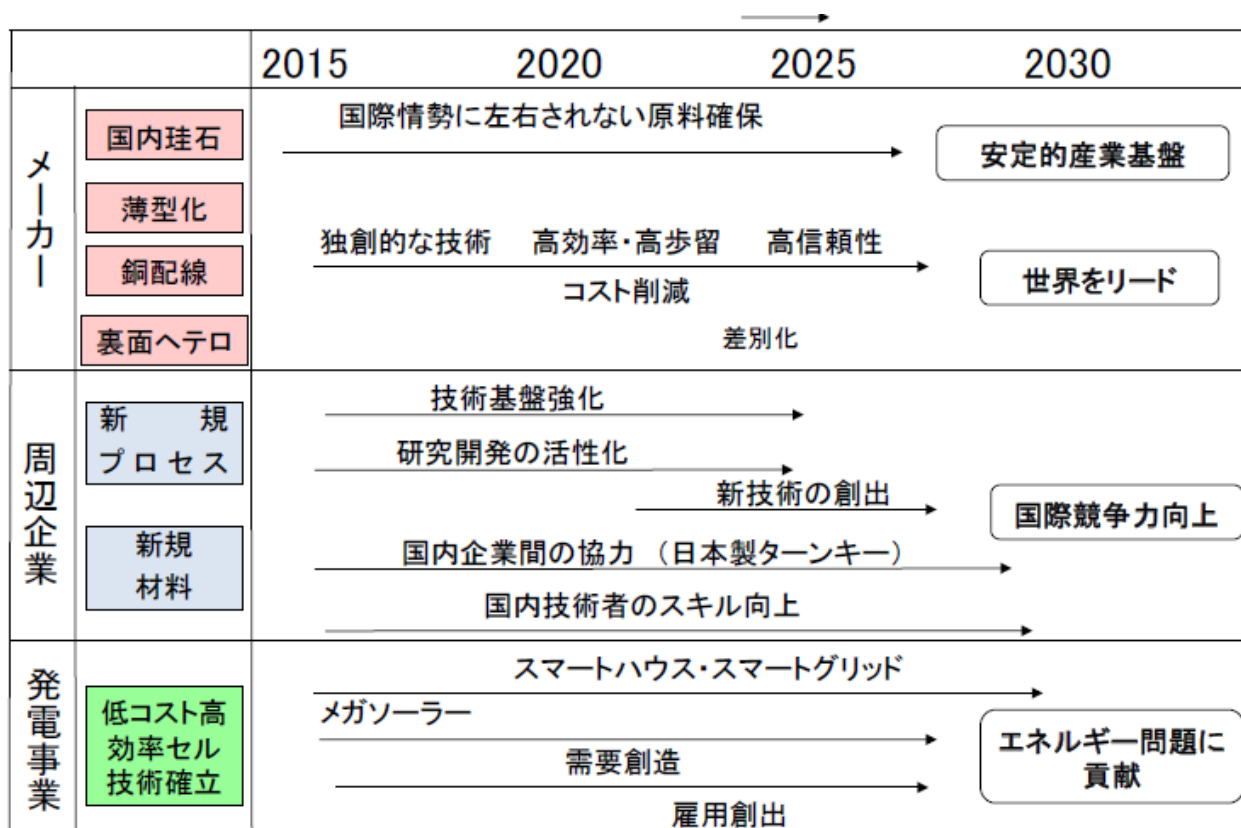 2015 2020 2025 2030
メーカー
国内珪石
薄型化
銅配線
裏面ヘテロ
国際情勢に左右されない原料確保
安定的産業基盤
独創的な技術 高効率・高歩留 高信頼性
コスト削減
世界をリード
差別化
周辺企業
新規
プロセス
新規
材料
技術基盤強化
研究開発の活性化
新技術の創出
国内企業間の協力 (日本製ターンキー)
国内技術者のスキル向上
国際競争力向上
発電事業
低コスト高
効率セル
技術確立
スマートハウス・スマートグリッド
メガソーラー
需要創造
雇用創出
エネルギー問題に
貢献